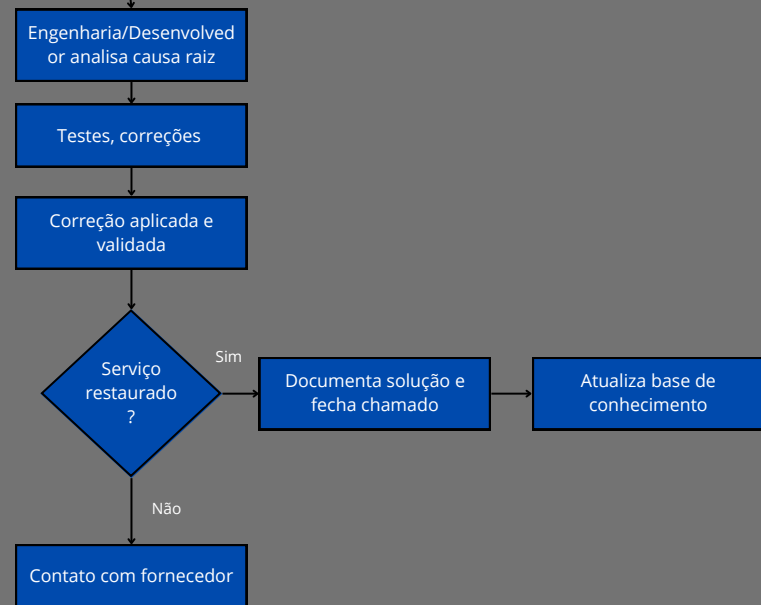 Engenharia/Desenvolved
or analisa causa raiz
Testes, correções
Correção aplicada e
validada
Serviço
restaurado
?
Sim
Documenta solução e
fecha chamado
Atualiza base de
conhecimento
Não
Contato com fornecedor